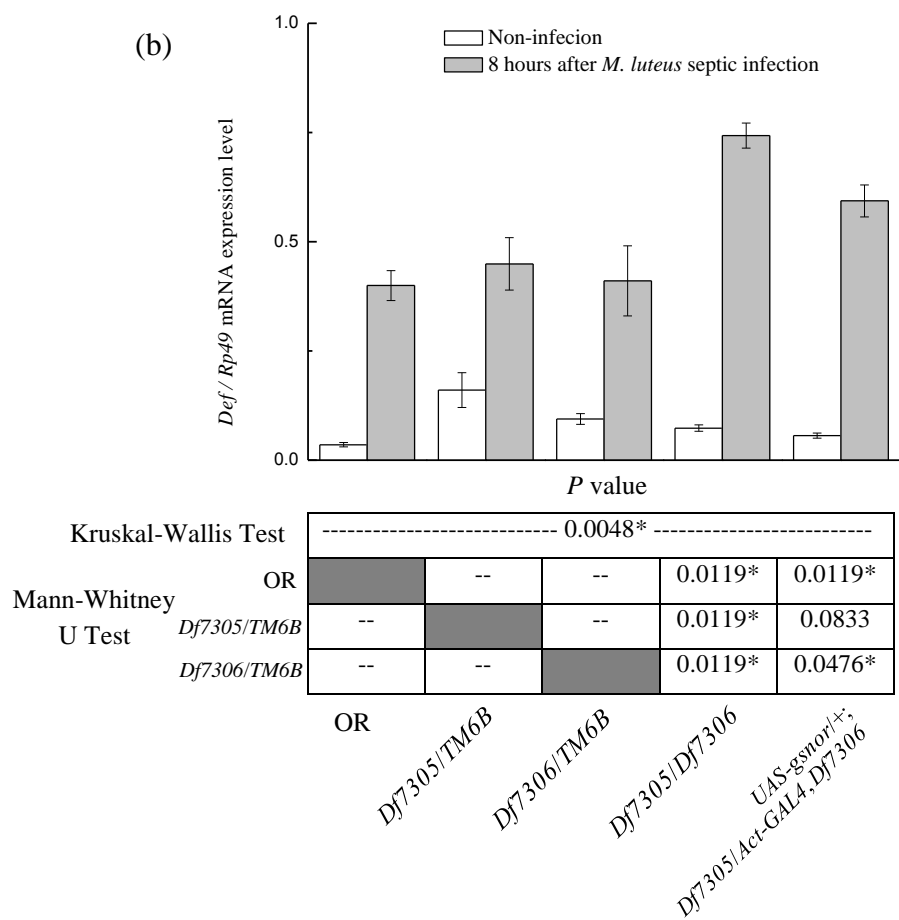 (b)
Non-infecion
8 hours after M. luteus septic infection
Def / Rp49 mRNA expression level
1.0
0.5
0.0
P value
Kruskal-Wallis Test
-------------------------------- 0.0048* -----------------------------
Mann-Whitney
U Test
OR -- -- 0.0119* 0.0119*
Df7305/TM6B -- -- 0.0119* 0.0833
Df7306/TM6B -- -- 0.0119* 0.0476*
OR
Df7305/TM6B
Df7306/TM6B
Df7305/Df7306
UAS-gsnor/+;
Df7305/Act-GAL4,Df7306